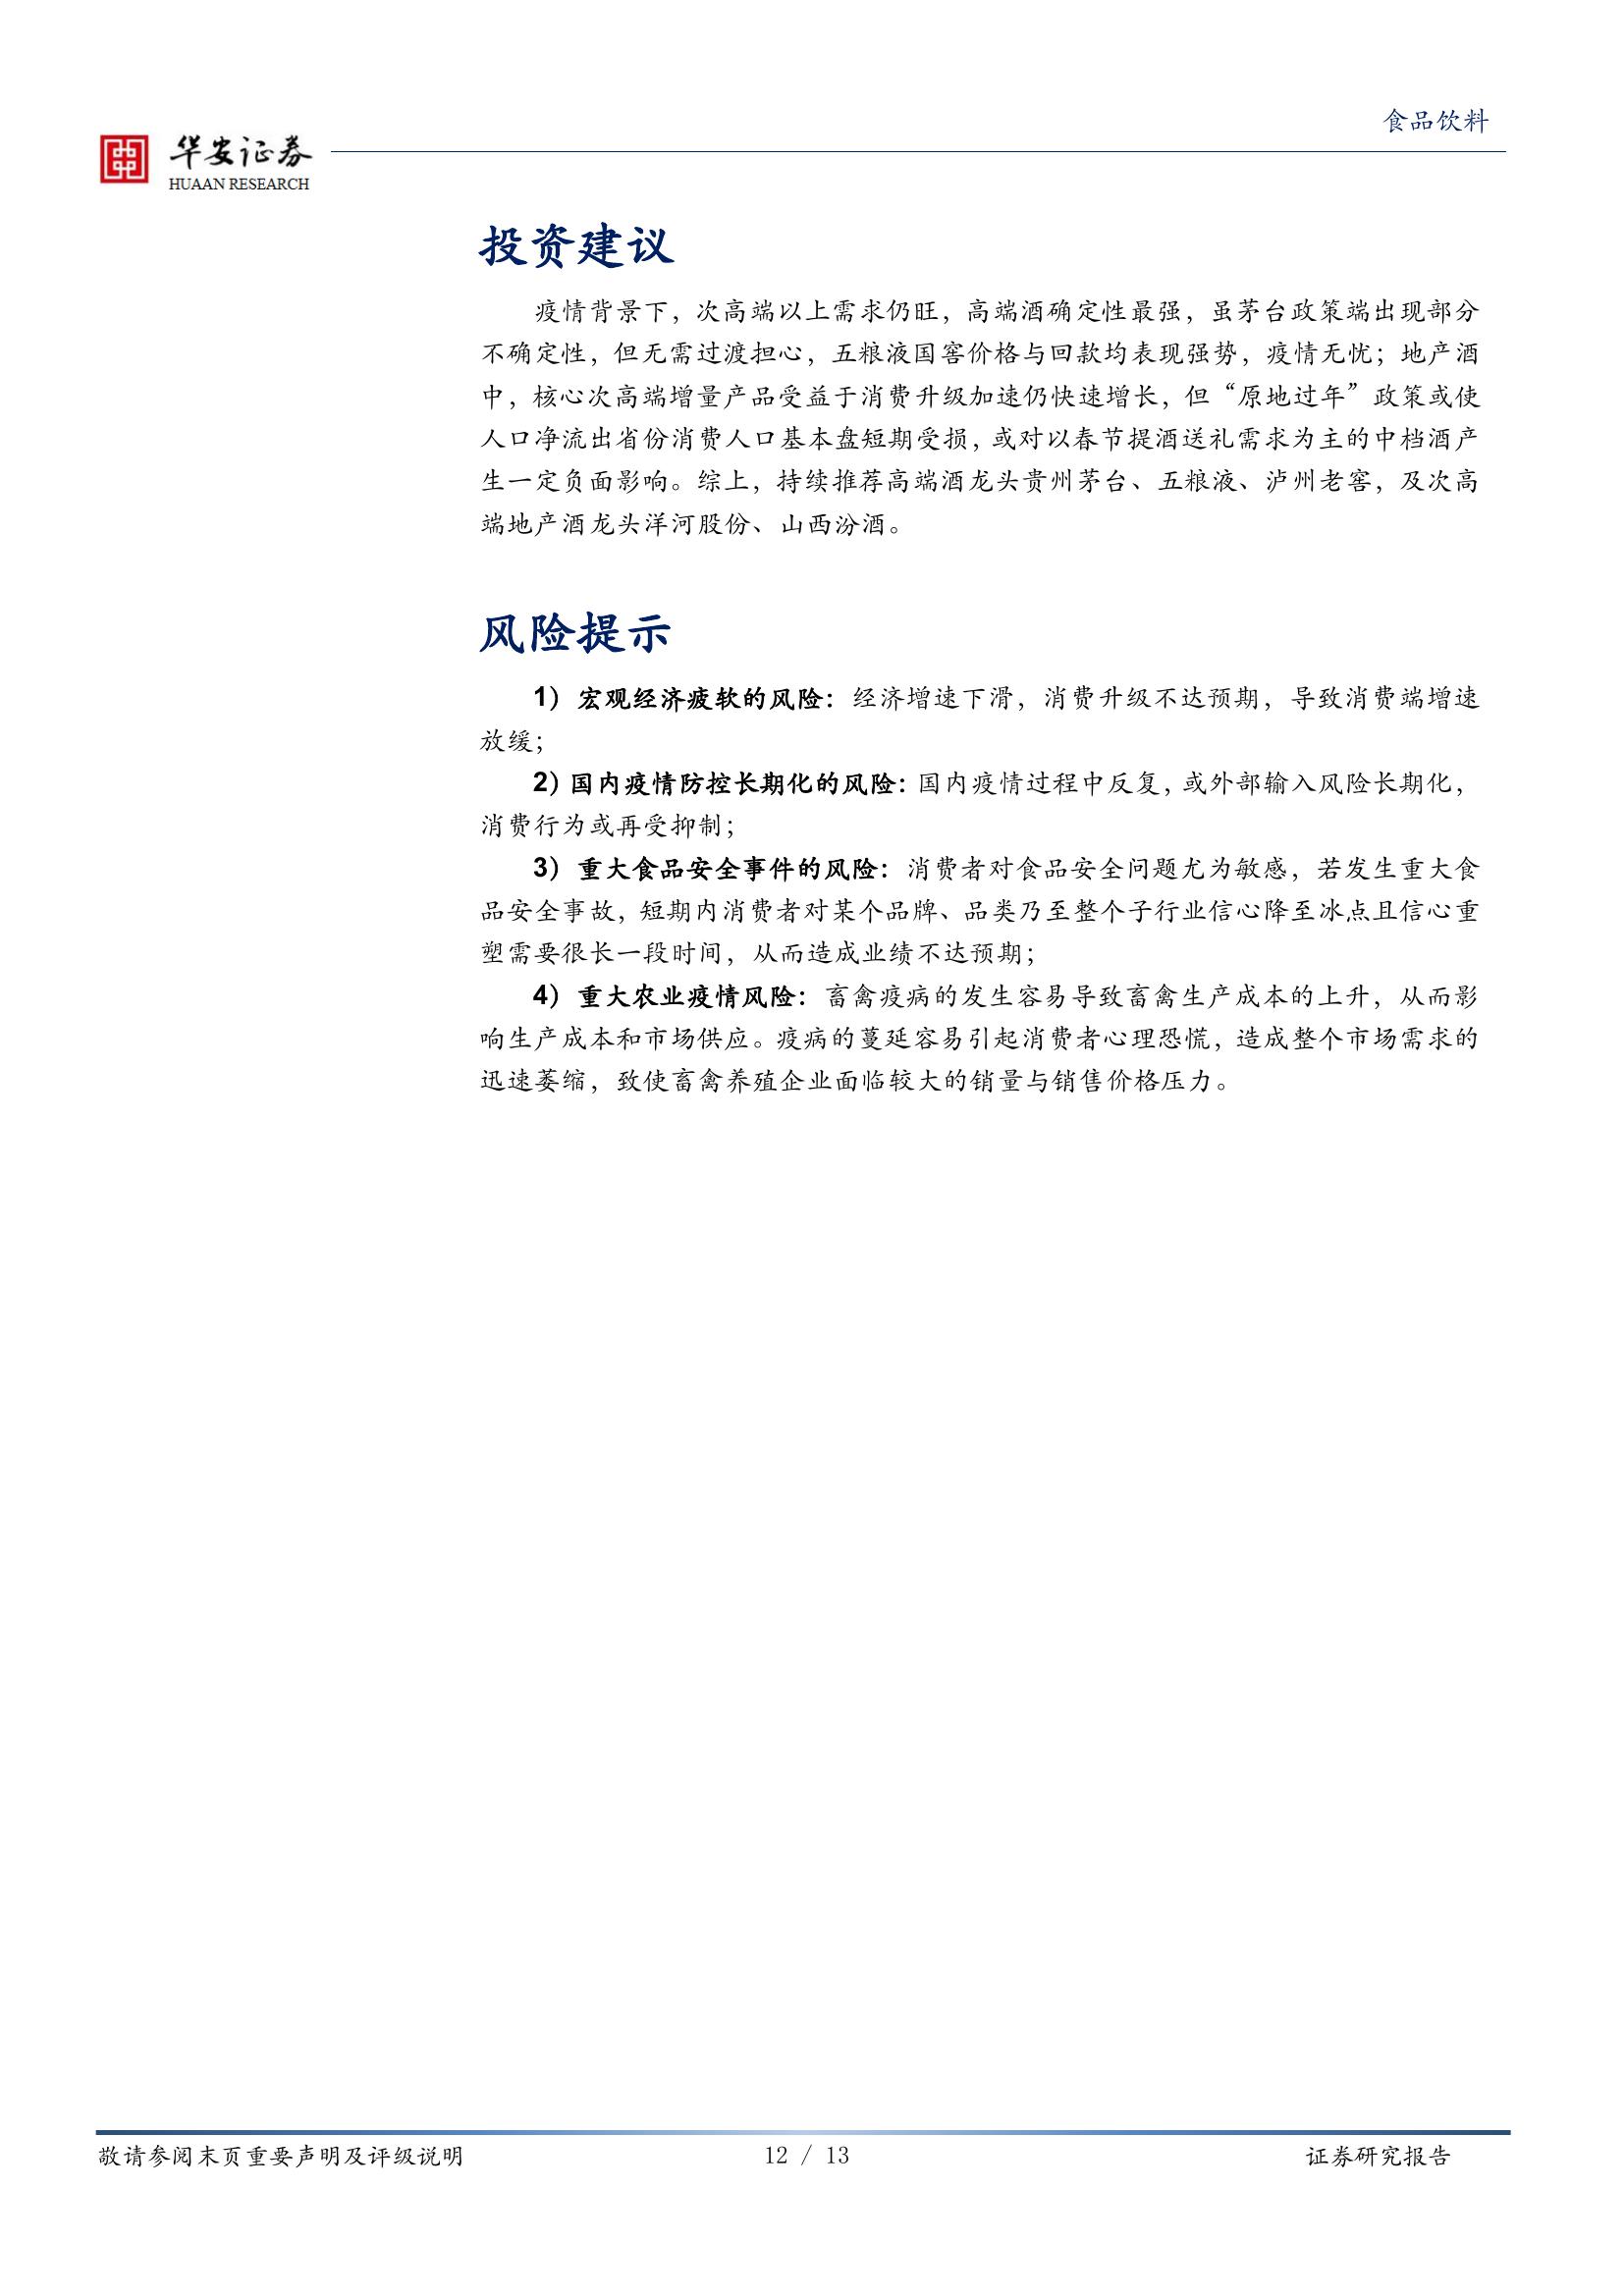 食品饮料
华安证券
HUAAN RESEARCH
投资建议
疫情背景下，次高端以上需求仍旺，高端酒确定性最强，虽茅台政策端出现部分
不确定性，但无需过渡担心，五粮液国窖价格与回款均表现强势，疫情无忧；地产酒
中，核心次高端增量产品受益于消费升级加速仍快速增长，但“原地过年”政策或使
人口净流出省份消费人口基本盘短期受损，或对以春节提酒送礼需求为主的中档酒产
生一定负面影响。综上，持续推荐高端酒龙头贵州茅台、五粮液、泸州老窖，及次高
端地产酒龙头洋河股份、山西汾酒。
风险提示
1）宏观经济疲软的风险：经济增速下滑，消费升级不达预期，导致消费端增速
放缓；
2）国内疫情防控长期化的风险：国内疫情过程中反复，或外部输入风险长期化，
消费行为或再受抑制；
3）重大食品安全事件的风险：消费者对食品安全问题尤为敏感，若发生重大食
品安全事故，短期内消费者对某个品牌、品类乃至整个子行业信心降至冰点且信心重
塑需要很长一段时间，从而造成业绩不达预期；
4）重大农业疫情风险：畜禽疫病的发生容易导致畜禽生产成本的上升，从而影
响生产成本和市场供应。疫病的蔓延容易引起消费者心理恐慌，造成整个市场需求的
迅速萎缩，致使畜禽养殖企业面临较大的销量与销售价格压力。
敬请参阅末页重要声明及评级说明
12 / 13
证券研究报告